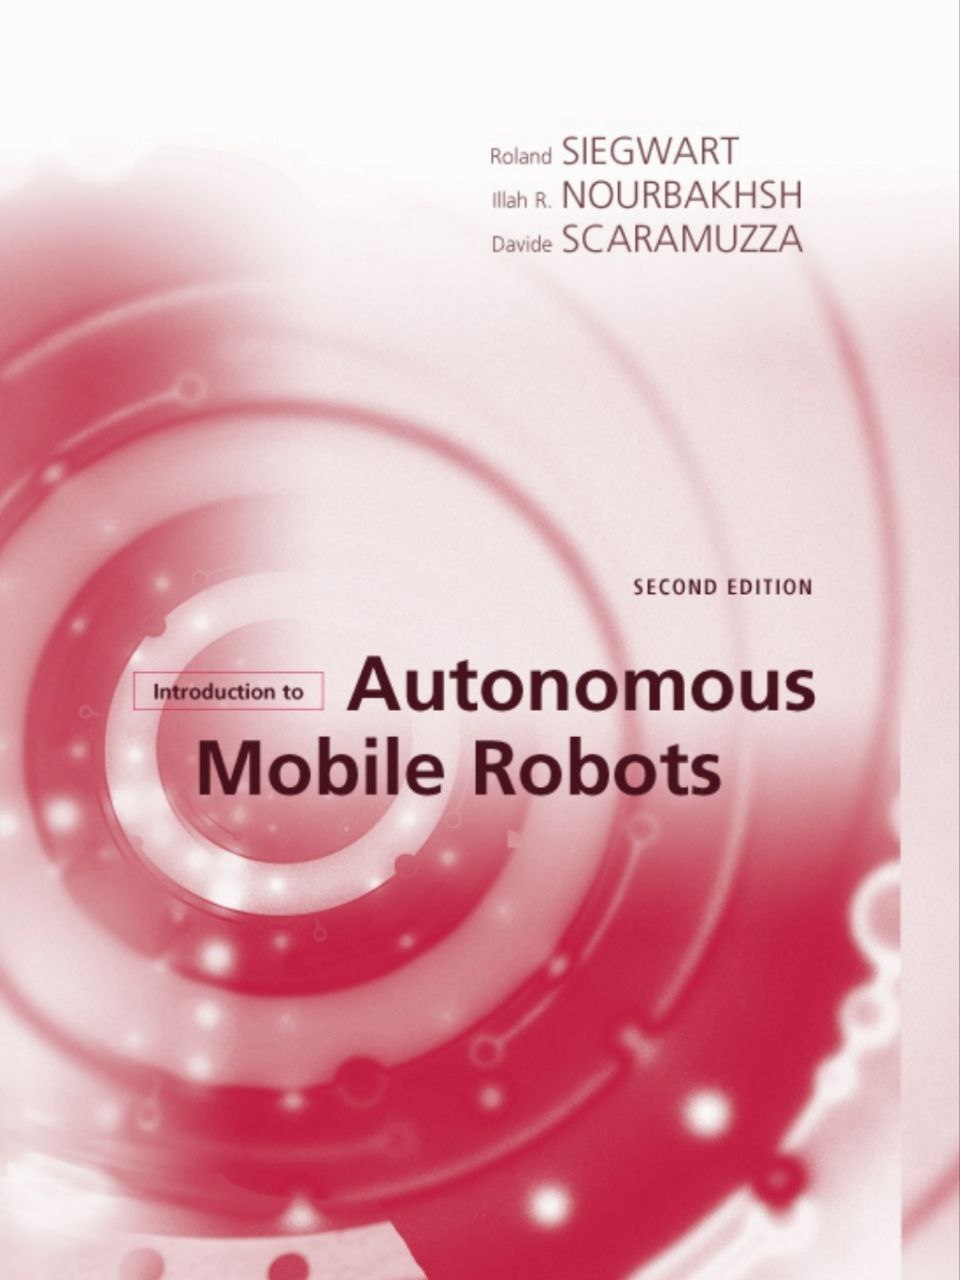 Roland SIEGWART
Illah R. NOURBAKHSH
Davide SCARAMUZZA
SECOND EDITION
Introduction to Autonomous
Mobile Robots